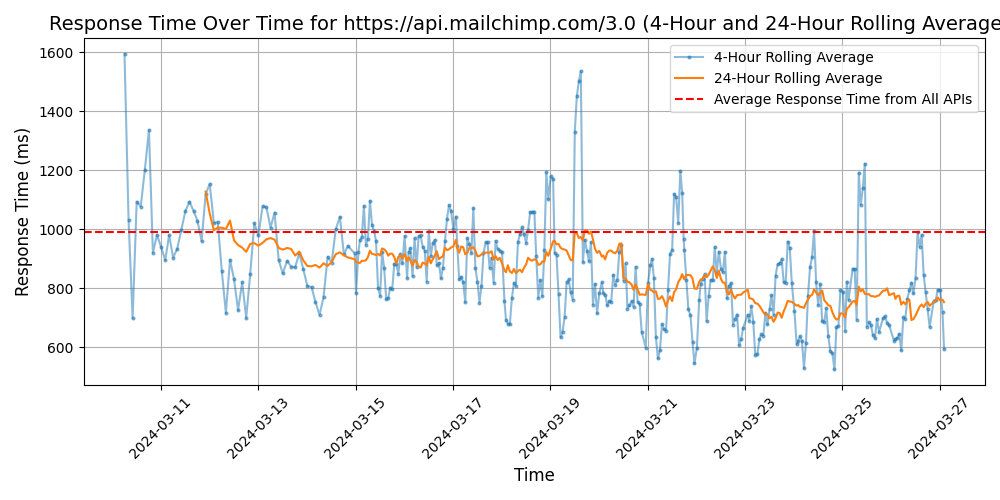 Response Time Over Time for https://api.mailchimp.com/3.0 (4-Hour and 24-Hour Rolling Average
4-Hour Rolling Average
24-Hour Rolling Average
Average Response Time from All APIs
Response Time (ms)
1600
1400
1200
1000
800
600
2024-03-11
2024-03-13
2024-03-15
2024-03-17
2024-03-19
2024-03-21
2024-03-23
2024-03-25
2024-03-27
Time